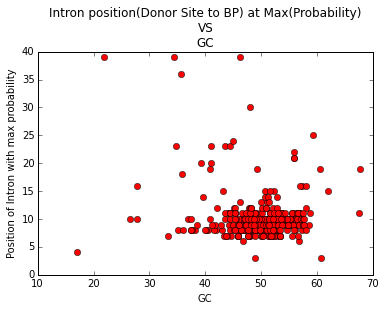 Intron position(Donor Site to BP) at Max(Probability)
VS
GC
Position of Intron with max probability
40
35
30
25
20
15
10
5
0
10 20 30 40 50 60 70
GC